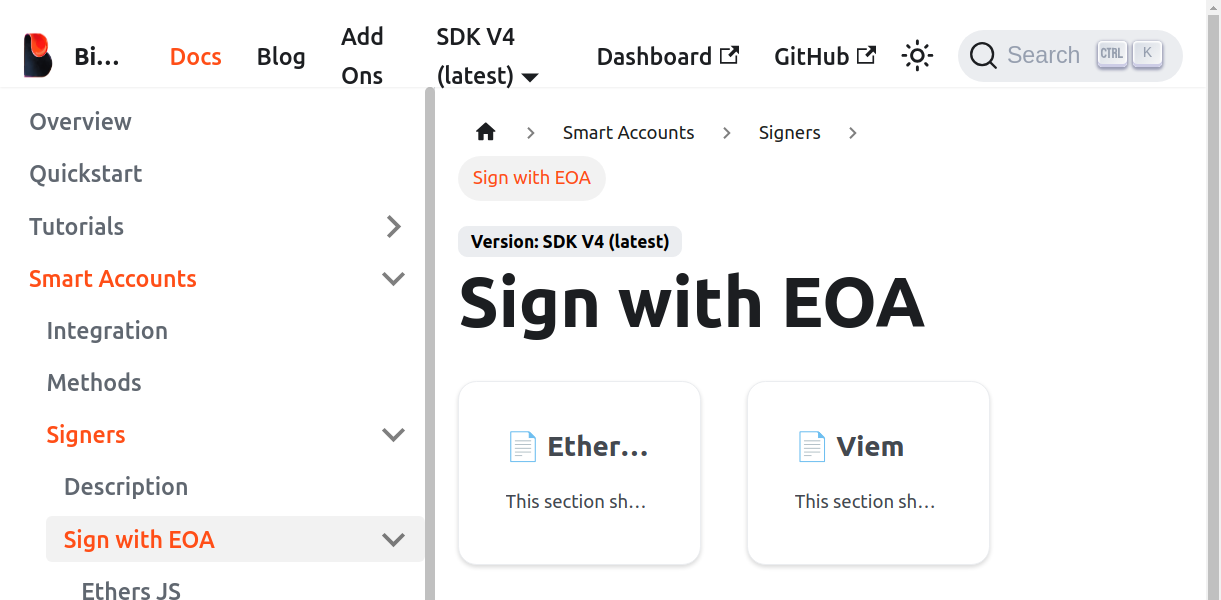 Bi... Docs Blog Add Ons SDK V4 (latest) Dashboard GitHub Search CTRL K
Overview
Quickstart
Tutorials
Smart Accounts
Integration
Methods
Signers
Description
Sign with EOA
Ethers JS
Smart Accounts Signers
Sign with EOA
Version: SDK V4 (latest)
Sign with EOA
Ether...
This section sh...
Viem
This section sh...